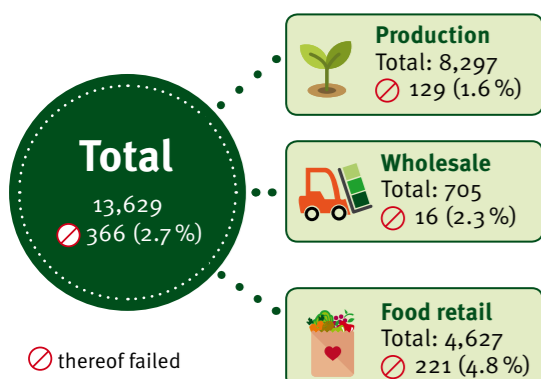 Total
13,629
366 (2.7 %)
thereof failed
Production
Total: 8,297
129 (1.6 %)
Wholesale
Total: 705
16 (2.3 %)
Food retail
Total: 4,627
221 (4.8 %)